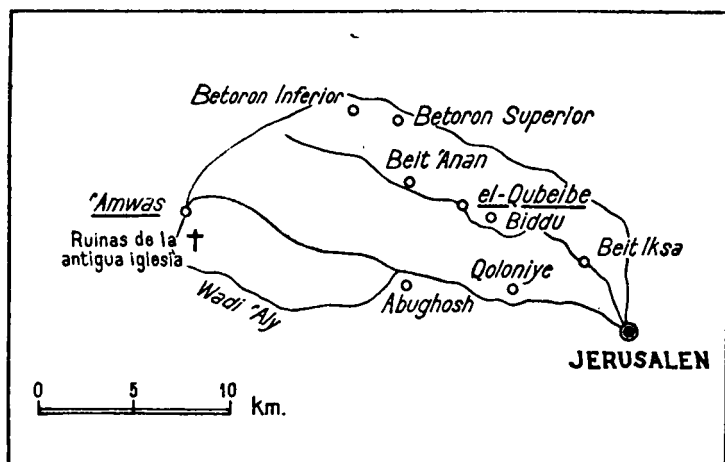 Betoron Inferior
Betoron Superior
Beit 'Anan
el-Qubeibe
Biddu
'Amwas
Ruinas de la
antigua iglesia
Beit Iksa
Qoloniye
Abughosh
Wadi 'Aly
JERUSALEN
0 5 10
km.